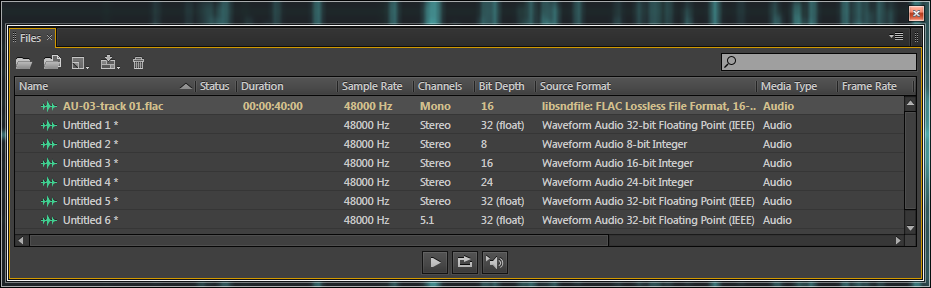 Files
Name Status Duration Sample Rate Channels Bit Depth Source Format Media Type Frame Rate
AU-03-track 01.flac 00:00:40:00 48000 Hz Mono 16 libsndfile: FLAC Lossless File Format, 16-... Audio
Untitled 1 * 48000 Hz Stereo 32 (float) Waveform Audio 32-bit Floating Point (IEEE) Audio
Untitled 2 * 48000 Hz Stereo 8 Waveform Audio 8-bit Integer Audio
Untitled 3 * 48000 Hz Stereo 16 Waveform Audio 16-bit Integer Audio
Untitled 4 * 48000 Hz Stereo 24 Waveform Audio 24-bit Integer Audio
Untitled 5 * 48000 Hz Stereo 32 (float) Waveform Audio 32-bit Floating Point (IEEE) Audio
Untitled 6 * 48000 Hz 5.1 32 (float) Waveform Audio 32-bit Floating Point (IEEE) Audio